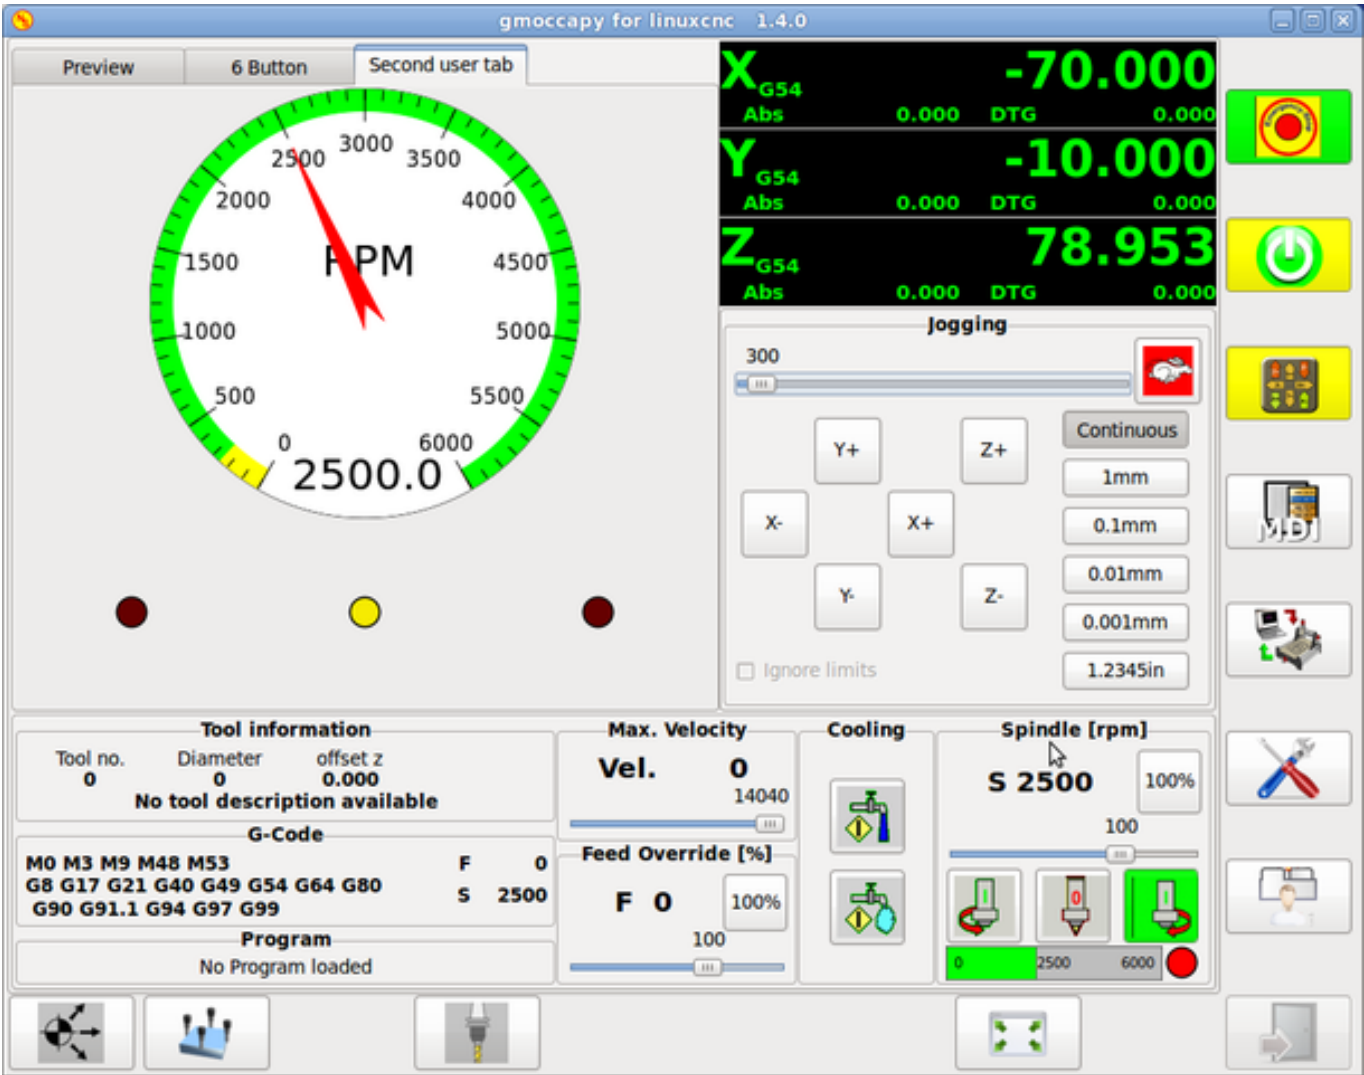 gmoccapy for linuxcnc 1.4.0
Preview 6 Button Second user tab
3000
2500 3500
2000 4000
RPM
1500 4500
1000 5000
500 5500
0 6000
2500.0
X G54 -70.000
Abs 0.000 DTG 0.000
Y G54 -10.000
Abs 0.000 DTG 0.000
Z G54 78.953
Abs 0.000 DTG 0.000
Jogging
300
Continuous
Y+ Z+
1mm
X- X+
0.1mm
0.01mm
Y- Z-
0.001mm
Ignore limits
1.2345in
MDI
Tool information
Tool no. Diameter offset z
0 0 0.000
No tool description available
G-Code
M0 M3 M9 M48 M53 F 0
G8 G17 G21 G40 G49 G54 G64 G80
S 2500
G90 G91.1 G94 G97 G99
Program
No Program loaded
Max. Velocity
Vel. 0
14040
Feed Override [%]
F 0 100%
100
Cooling
Spindle [rpm]
S 2500 100%
100
1 0 1
0 2500 6000